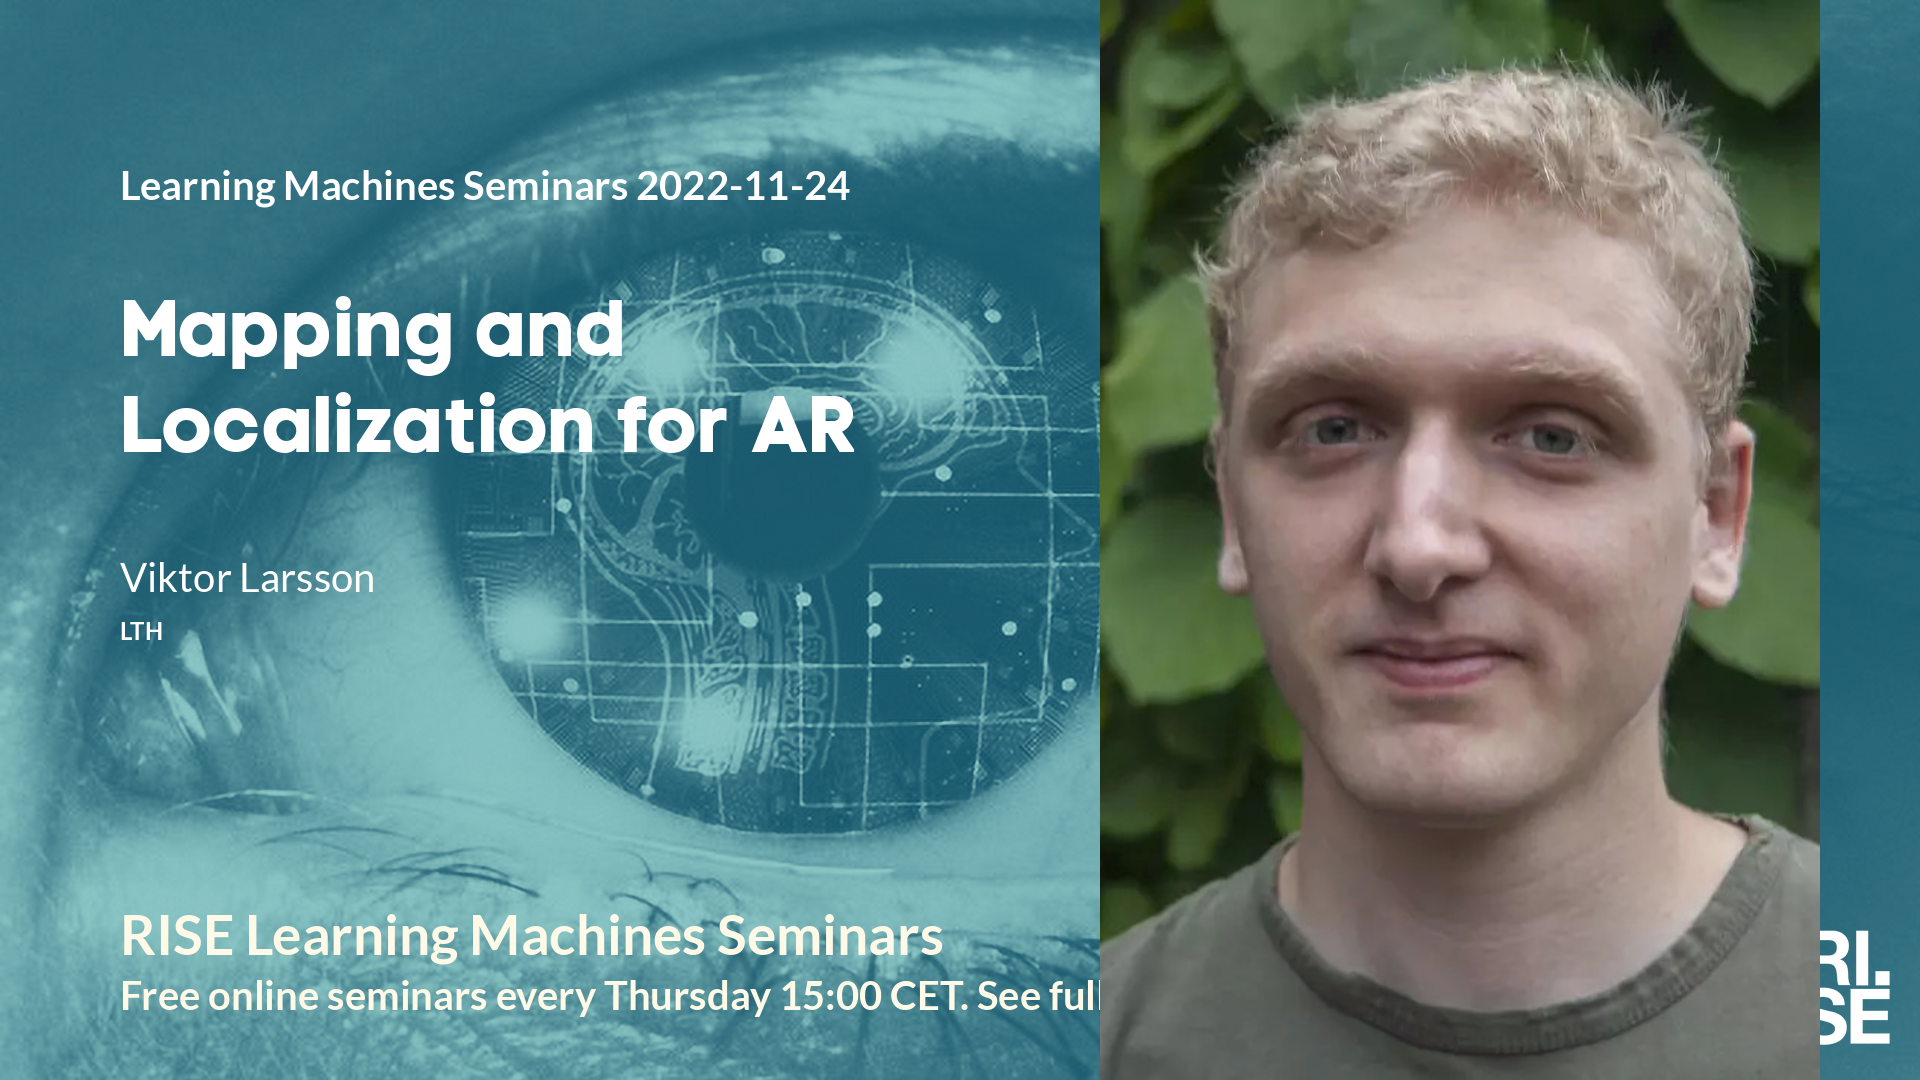 Learning Machines Seminars 2022-11-24
Mapping and
Localization for AR
Viktor Larsson
LTH
RISE Learning Machines Seminars
Free online seminars every Thursday 15:00 CET. See full
RI.
SE